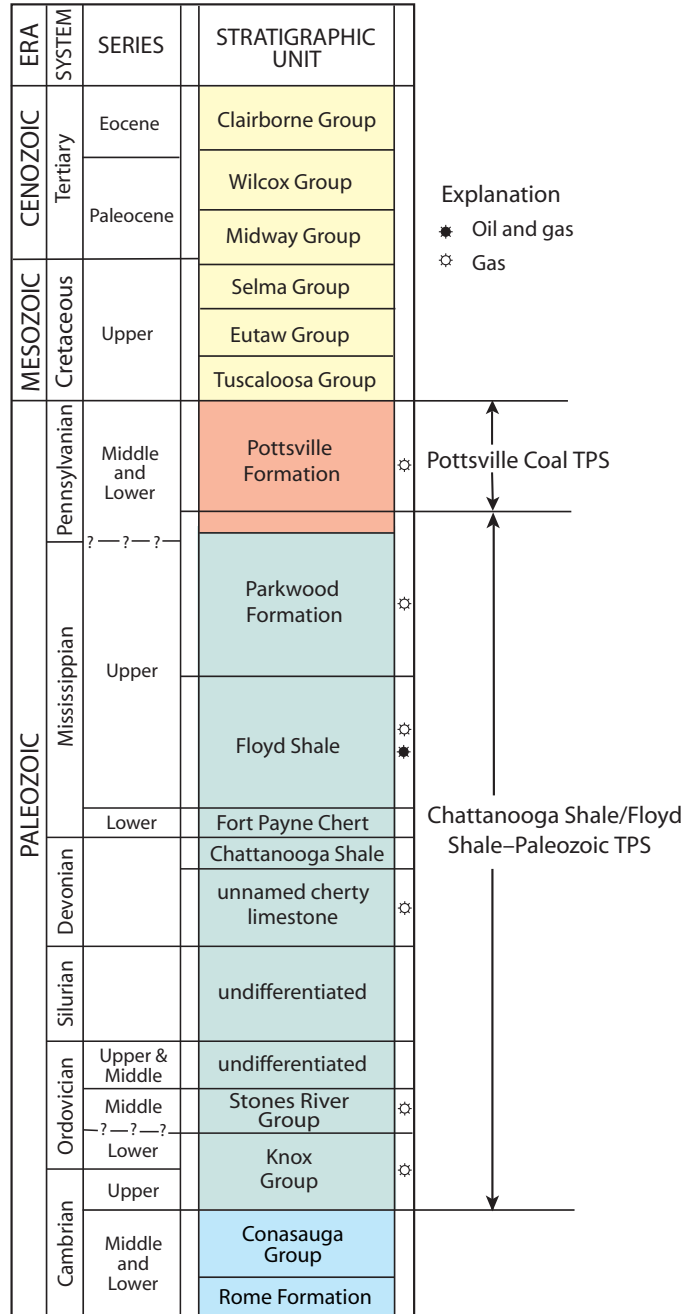 ERA
SYSTEM
SERIES
STRATIGRAPHIC
UNIT
CENOZOIC
Tertiary
Eocene
Paleocene
Clairborne Group
Wilcox Group
Midway Group
MESOZOIC
Cretaceous
Upper
Selma Group
Eutaw Group
Tuscaloosa Group
PALEOZOIC
Pennsylvanian
Middle
and
Lower
Pottsville
Formation
? — ? — ?
Mississippian
Upper
Parkwood
Formation
Floyd Shale
Lower
Fort Payne Chert
Devonian
Chattanooga Shale
unnamed cherty
limestone
Silurian
undifferentiated
Ordovician
Upper &
Middle
undifferentiated
Middle
Stones River
Group
— ? — ? — ?
Lower
Knox
Group
Cambrian
Upper
Middle
and
Lower
Conasauga
Group
Rome Formation
Explanation
Oil and gas
Gas
Pottsville Coal TPS
Chattanooga Shale/Floyd
Shale–Paleozoic TPS